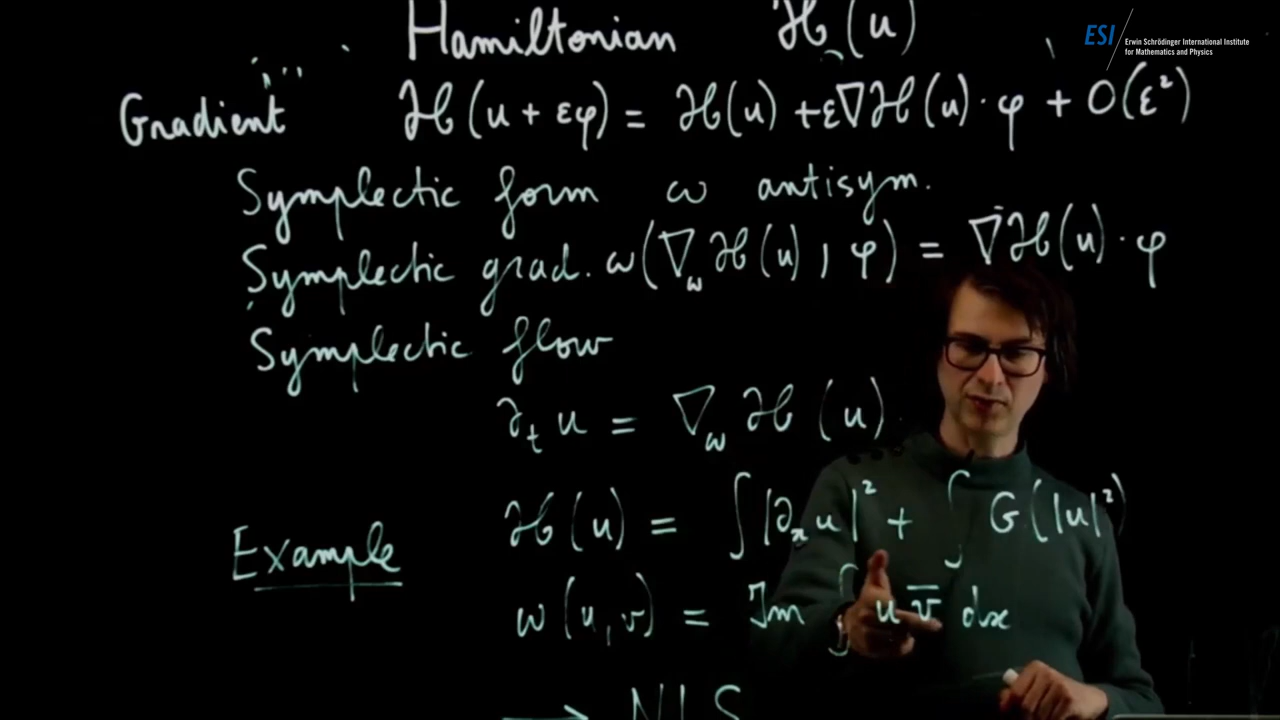 Hamiltonian ℋ(u)
ESI Erwin Schrödinger International Institute
for Mathematics and Physics
Gradient ℋ(u + εφ) = ℋ(u) + ε∇ℋ(u)·φ + O(ε²)
Symplectic form ω antisym.
Symplectic grad. ω(∇_ω ℋ(u), φ) = ∇ℋ(u)·φ
Symplectic flow
∂_t u = ∇_ω ℋ(u)
Example ℋ(u) = ∫|∂_x u|² + ∫ G(|u|²)
ω(u,v) = Im ∫ u v̅ dx
→ NLS